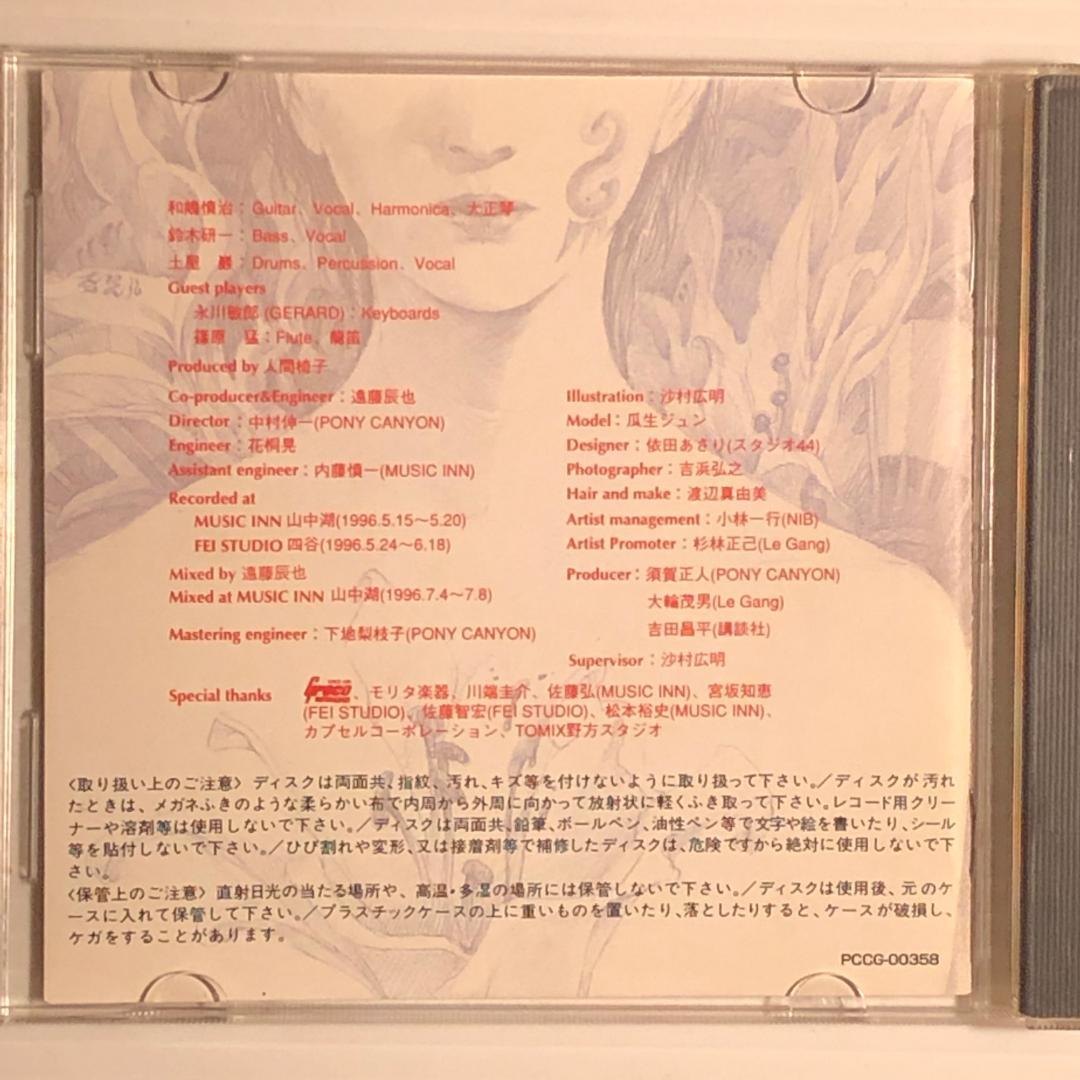 和嶋慎治：Guitar、Vocal、Harmonica、大正琴
鈴木研一：Bass、Vocal
土屋　巌：Drums、Percussion、Vocal
Guest players
永川敏郎 (GERARD)：Keyboards
篠原　猛：Flute、龍笛
Produced by 人間椅子
Co-producer&Engineer：遠藤辰也
Director：中村伸一(PONY CANYON)
Engineer：花桐晃
Assistant engineer：内藤慎一(MUSIC INN)
Recorded at
MUSIC INN 山中湖(1996.5.15〜5.20)
FEI STUDIO 四谷(1996.5.24〜6.18)
Mixed by 遠藤辰也
Mixed at MUSIC INN 山中湖(1996.7.4〜7.8)
Mastering engineer：下地梨枝子(PONY CANYON)
Illustration：沙村広明
Model：瓜生ジュン
Designer：依田あさり(スタジオ44)
Photographer：吉浜弘之
Hair and make：渡辺真由美
Artist management：小林一行(NIB)
Artist Promoter：杉林正己(Le Gang)
Producer：須賀正人(PONY CANYON)
大輪茂男(Le Gang)
吉田昌平(講談社)
Supervisor：沙村広明
Special thanks Greco、モリタ楽器、川端圭介、佐藤弘(MUSIC INN)、宮坂知恵
(FEI STUDIO)、佐藤智宏(FEI STUDIO)、松本裕史(MUSIC INN)、
カプセルコーポレーション、TOMIX野方スタジオ
〈取り扱い上のご注意〉ディスクは両面共、指紋、汚れ、キズ等を付けないように取り扱って下さい。／ディスクが汚れ
たときは、メガネふきのような柔らかい布で内周から外周に向かって放射状に軽くふき取って下さい。レコード用クリー
ナーや溶剤等は使用しないで下さい。／ディスクは両面共、鉛筆、ボールペン、油性ペン等で文字や絵を書いたり、シール
等を貼付しないで下さい。／ひび割れや変形、又は接着剤等で補修したディスクは、危険ですから絶対に使用しないで下
さい。
〈保管上のご注意〉直射日光の当たる場所や、高温・多湿の場所には保管しないで下さい。／ディスクは使用後、元のケ
ースに入れて保管して下さい。／プラスチックケースの上に重いものを置いたり、落としたりすると、ケースが破損し、
ケガをすることがあります。
PCCG-00358